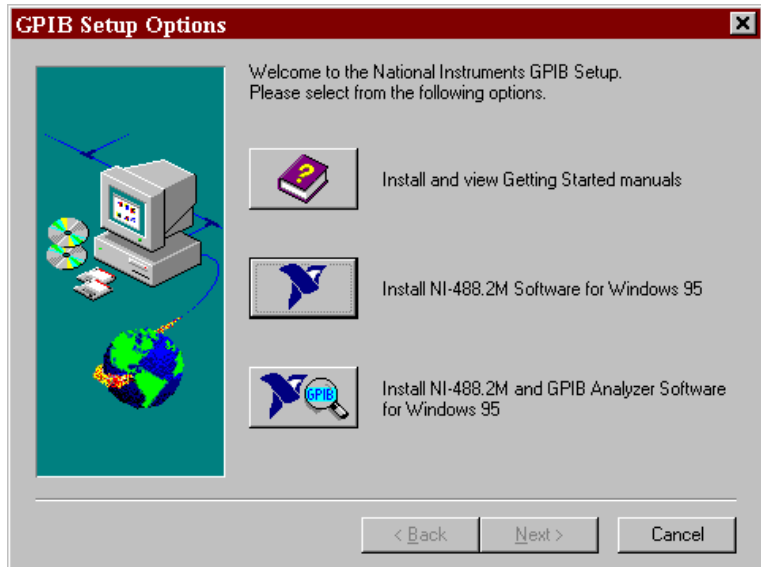 GPIB Setup Options
Welcome to the National Instruments GPIB Setup.
Please select from the following options.
Install and view Getting Started manuals
Install NI-488.2M Software for Windows 95
GPIB
Install NI-488.2M and GPIB Analyzer Software
for Windows 95
< Back
Next >
Cancel